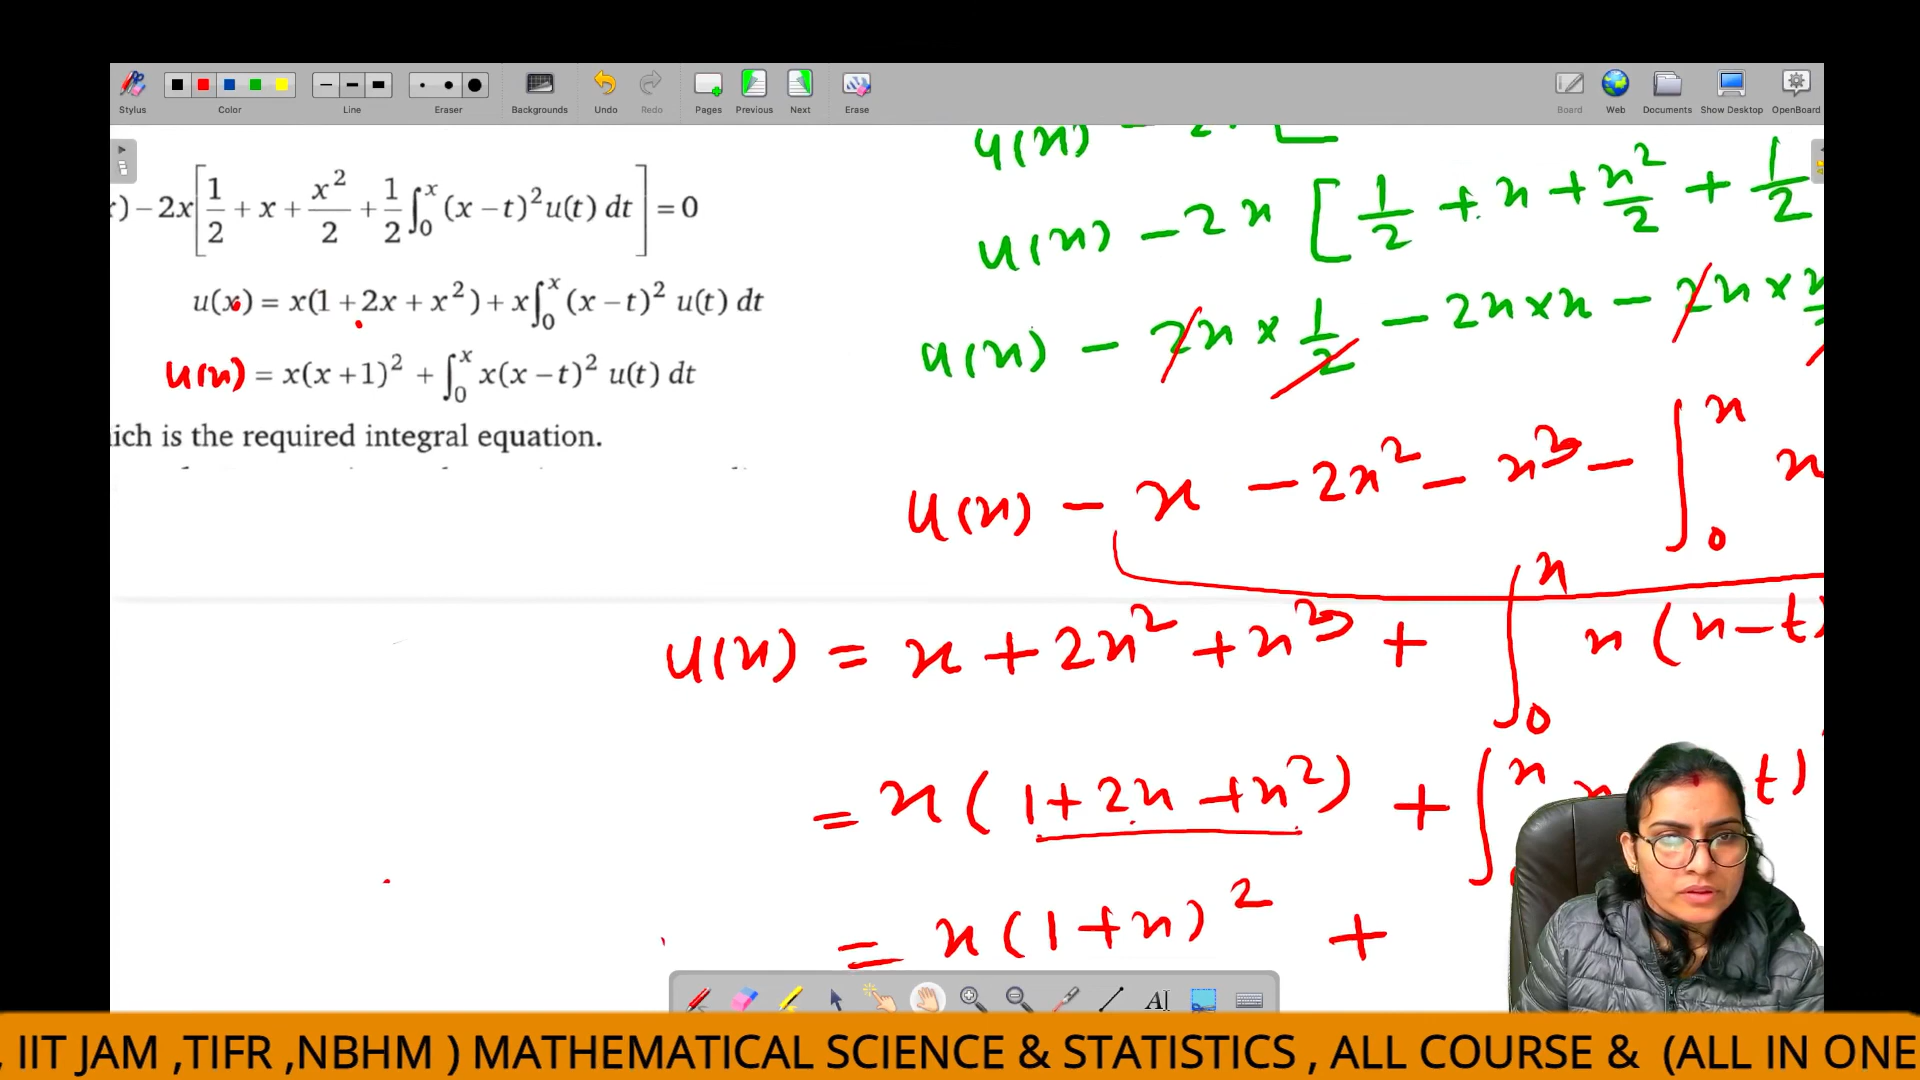 Stylus Color Line Eraser Backgrounds Undo Redo Pages Previous Next Erase Board Web Documents Show Desktop OpenBoard
) − 2x[1/2 + x + x²/2 + 1/2 ∫₀ˣ (x − t)² u(t) dt] = 0
u(x) = x(1 + 2x + x²) + x∫₀ˣ (x − t)² u(t) dt
u(x) = x(x + 1)² + ∫₀ˣ x(x − t)² u(t) dt
ich is the required integral equation.
u(x) − 2x [1/2 + x + x²/2 + 1/2
u(x) − 2x × 1/2 − 2x × x − 2x ×
u(x) − x − 2x² − x³ − ∫₀ˣ x
u(x) = x + 2x² + x³ + ∫₀ˣ x(x − t)
= x(1 + 2x + x²) + ∫ˣ t)
= x(1 + x)² +
AI
, IIT JAM ,TIFR ,NBHM ) MATHEMATICAL SCIENCE & STATISTICS , ALL COURSE & (ALL IN ONE